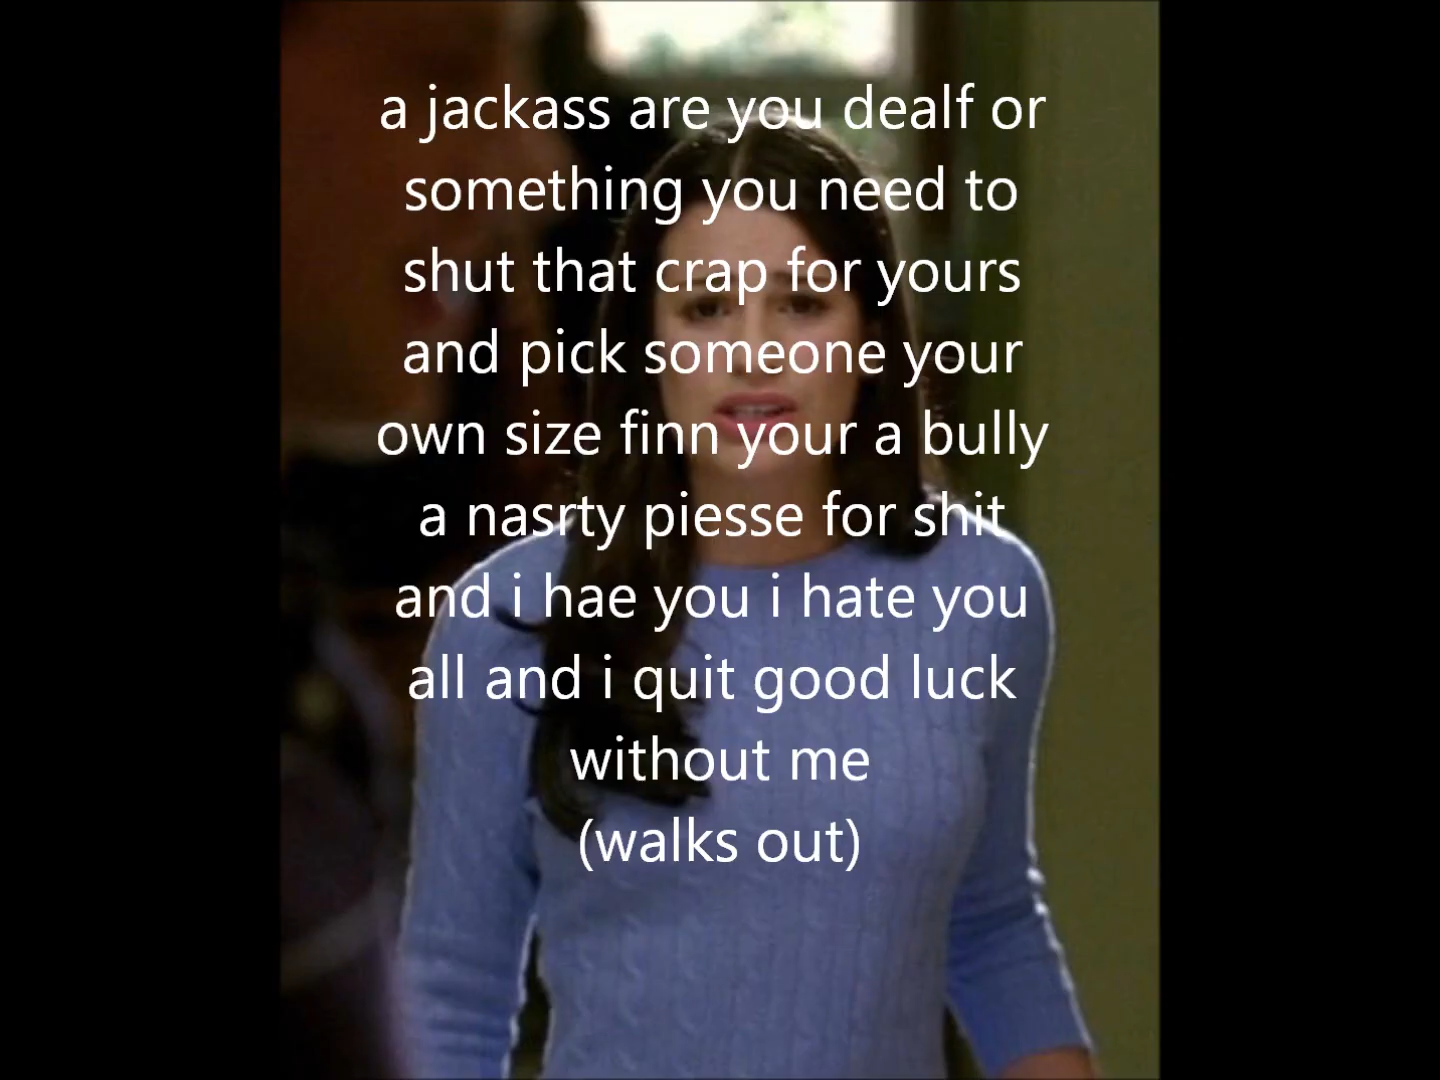 a jackass are you dealf or
something you need to
shut that crap for yours
and pick someone your
own size finn your a bully
a nasrty piesse for shit
and i hae you i hate you
all and i quit good luck
without me
(walks out)